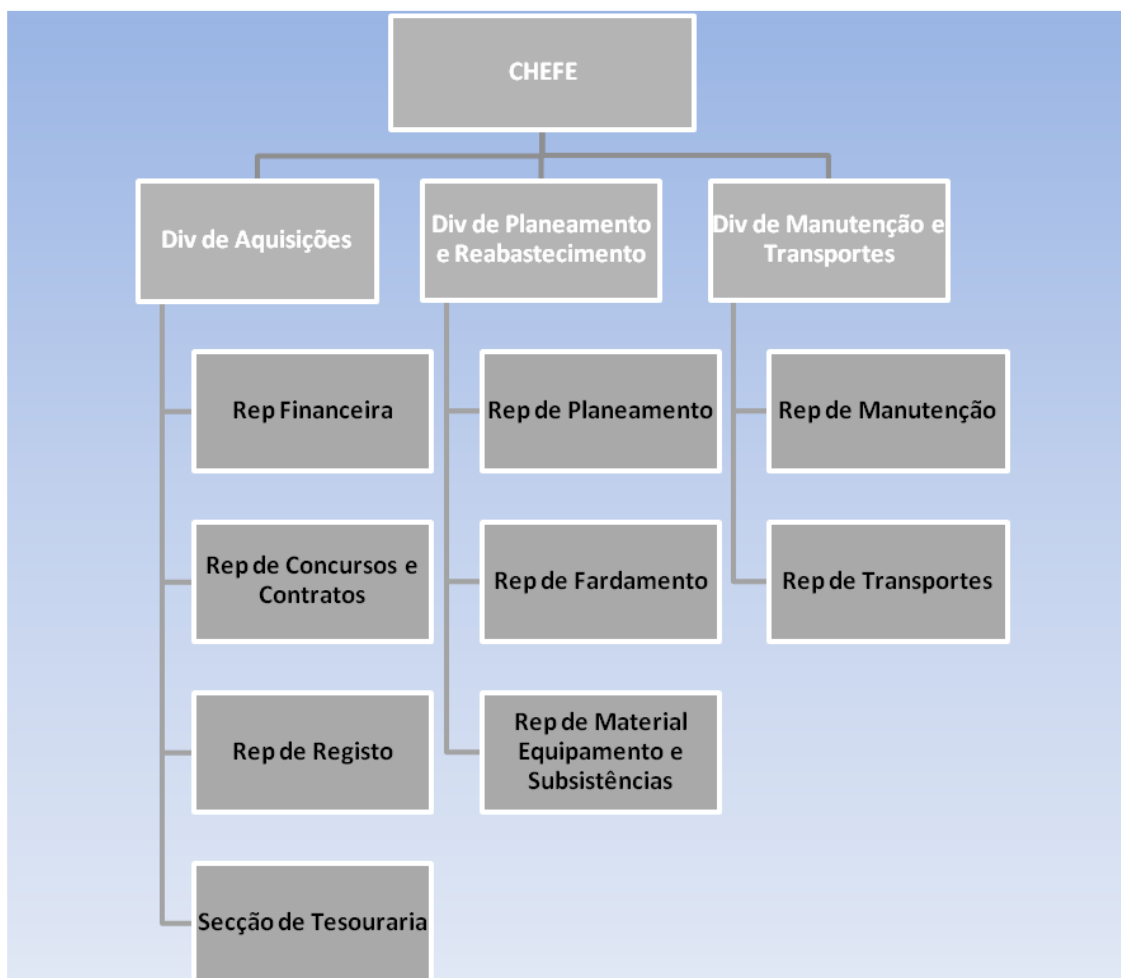 CHEFE
Div de Aquisições
Div de Planeamento
e Reabastecimento
Div de Manutenção e
Transportes
Rep Financeira
Rep de Planeamento
Rep de Manutenção
Rep de Concursos e
Contratos
Rep de Fardamento
Rep de Transportes
Rep de Registo
Rep de Material
Equipamento e
Subsistências
Secção de Tesouraria